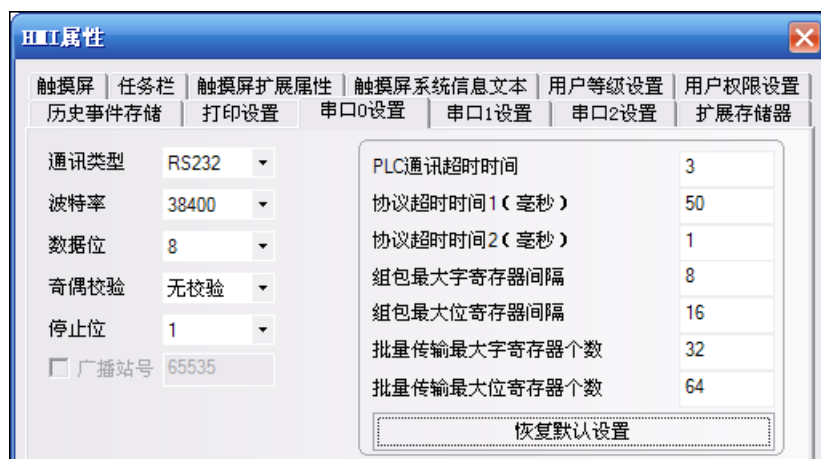 HMI属性
触摸屏 任务栏 触摸屏扩展属性 触摸屏系统信息文本 用户等级设置 用户权限设置
历史事件存储 打印设置 串口0设置 串口1设置 串口2设置 扩展存储器
通讯类型 RS232
波特率 38400
数据位 8
奇偶校验 无校验
停止位 1
广播站号 65535
PLC通讯超时时间 3
协议超时时间1(毫秒) 50
协议超时时间2(毫秒) 1
组包最大字寄存器间隔 8
组包最大位寄存器间隔 16
批量传输最大字寄存器个数 32
批量传输最大位寄存器个数 64
恢复默认设置